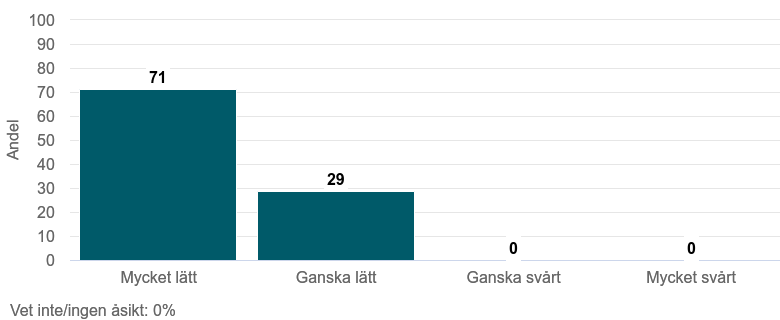 100
90
80
70
60
50
40
30
20
10
0
Andel
71
29
0
0
Mycket lätt
Ganska lätt
Ganska svårt
Mycket svårt
Vet inte/ingen åsikt: 0%